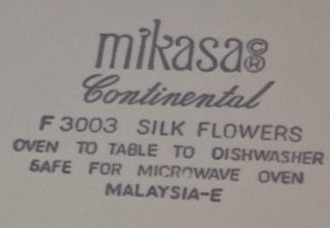 mikasa©®
Continental
F 3003 SILK FLOWERS
OVEN TO TABLE TO DISHWASHER
SAFE FOR MICROWAVE OVEN
MALAYSIA-E